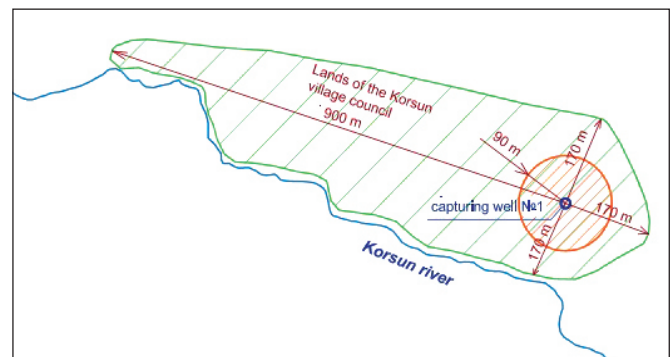 Lands of the Korsun
village council
900 m
90 m
170 m
capturing well №1
170 m
170 m
Korsun river